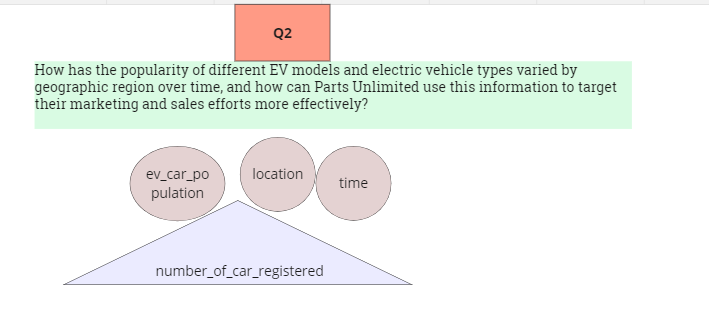 Q2
How has the popularity of different EV models and electric vehicle types varied by
geographic region over time, and how can Parts Unlimited use this information to target
their marketing and sales efforts more effectively?
ev_car_po
pulation
location
time
number_of_car_registered